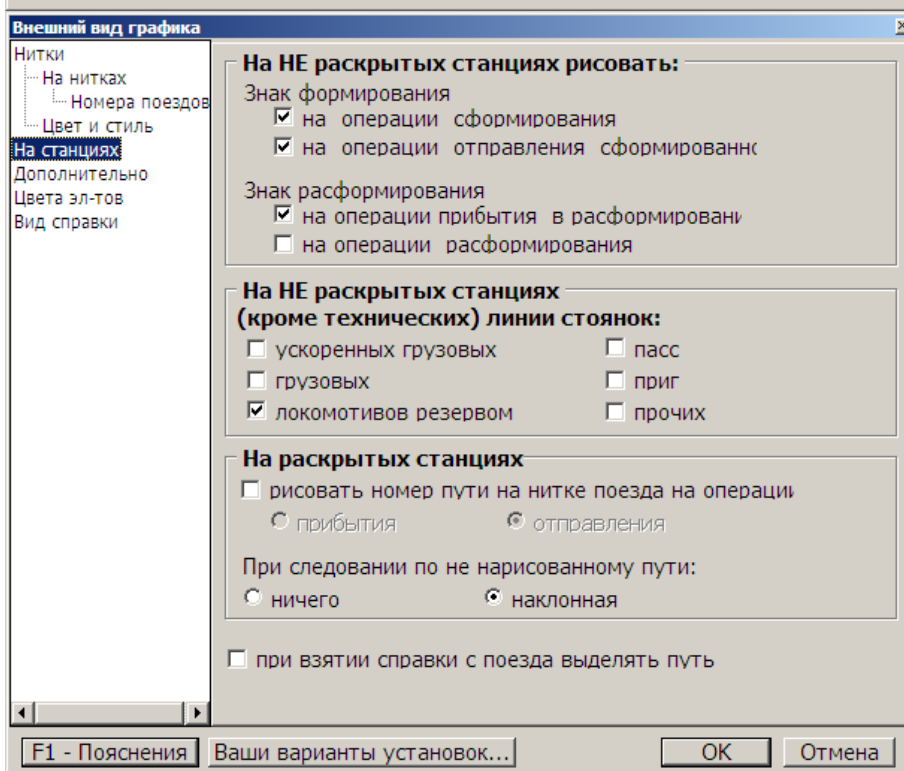 Внешний вид графика
Нитки
На нитках
Номера поездов
Цвет и стиль
На станциях
Дополнительно
Цвета эл-тов
Вид справки
На НЕ раскрытых станциях рисовать:
Знак формирования
на операции сформирования
на операции отправления сформированно
Знак расформирования
на операции прибытия в расформировани
на операции расформирования
На НЕ раскрытых станциях
(кроме технических) линии стоянок:
ускоренных грузовых
пасс
грузовых
приг
локомотивов резервом
прочих
На раскрытых станциях
рисовать номер пути на нитке поезда на операци
прибытия
отправления
При следовании по не нарисованному пути:
ничего
наклонная
при взятии справки с поезда выделять путь
F1 - Пояснения
Ваши варианты установок...
OK
Отмена